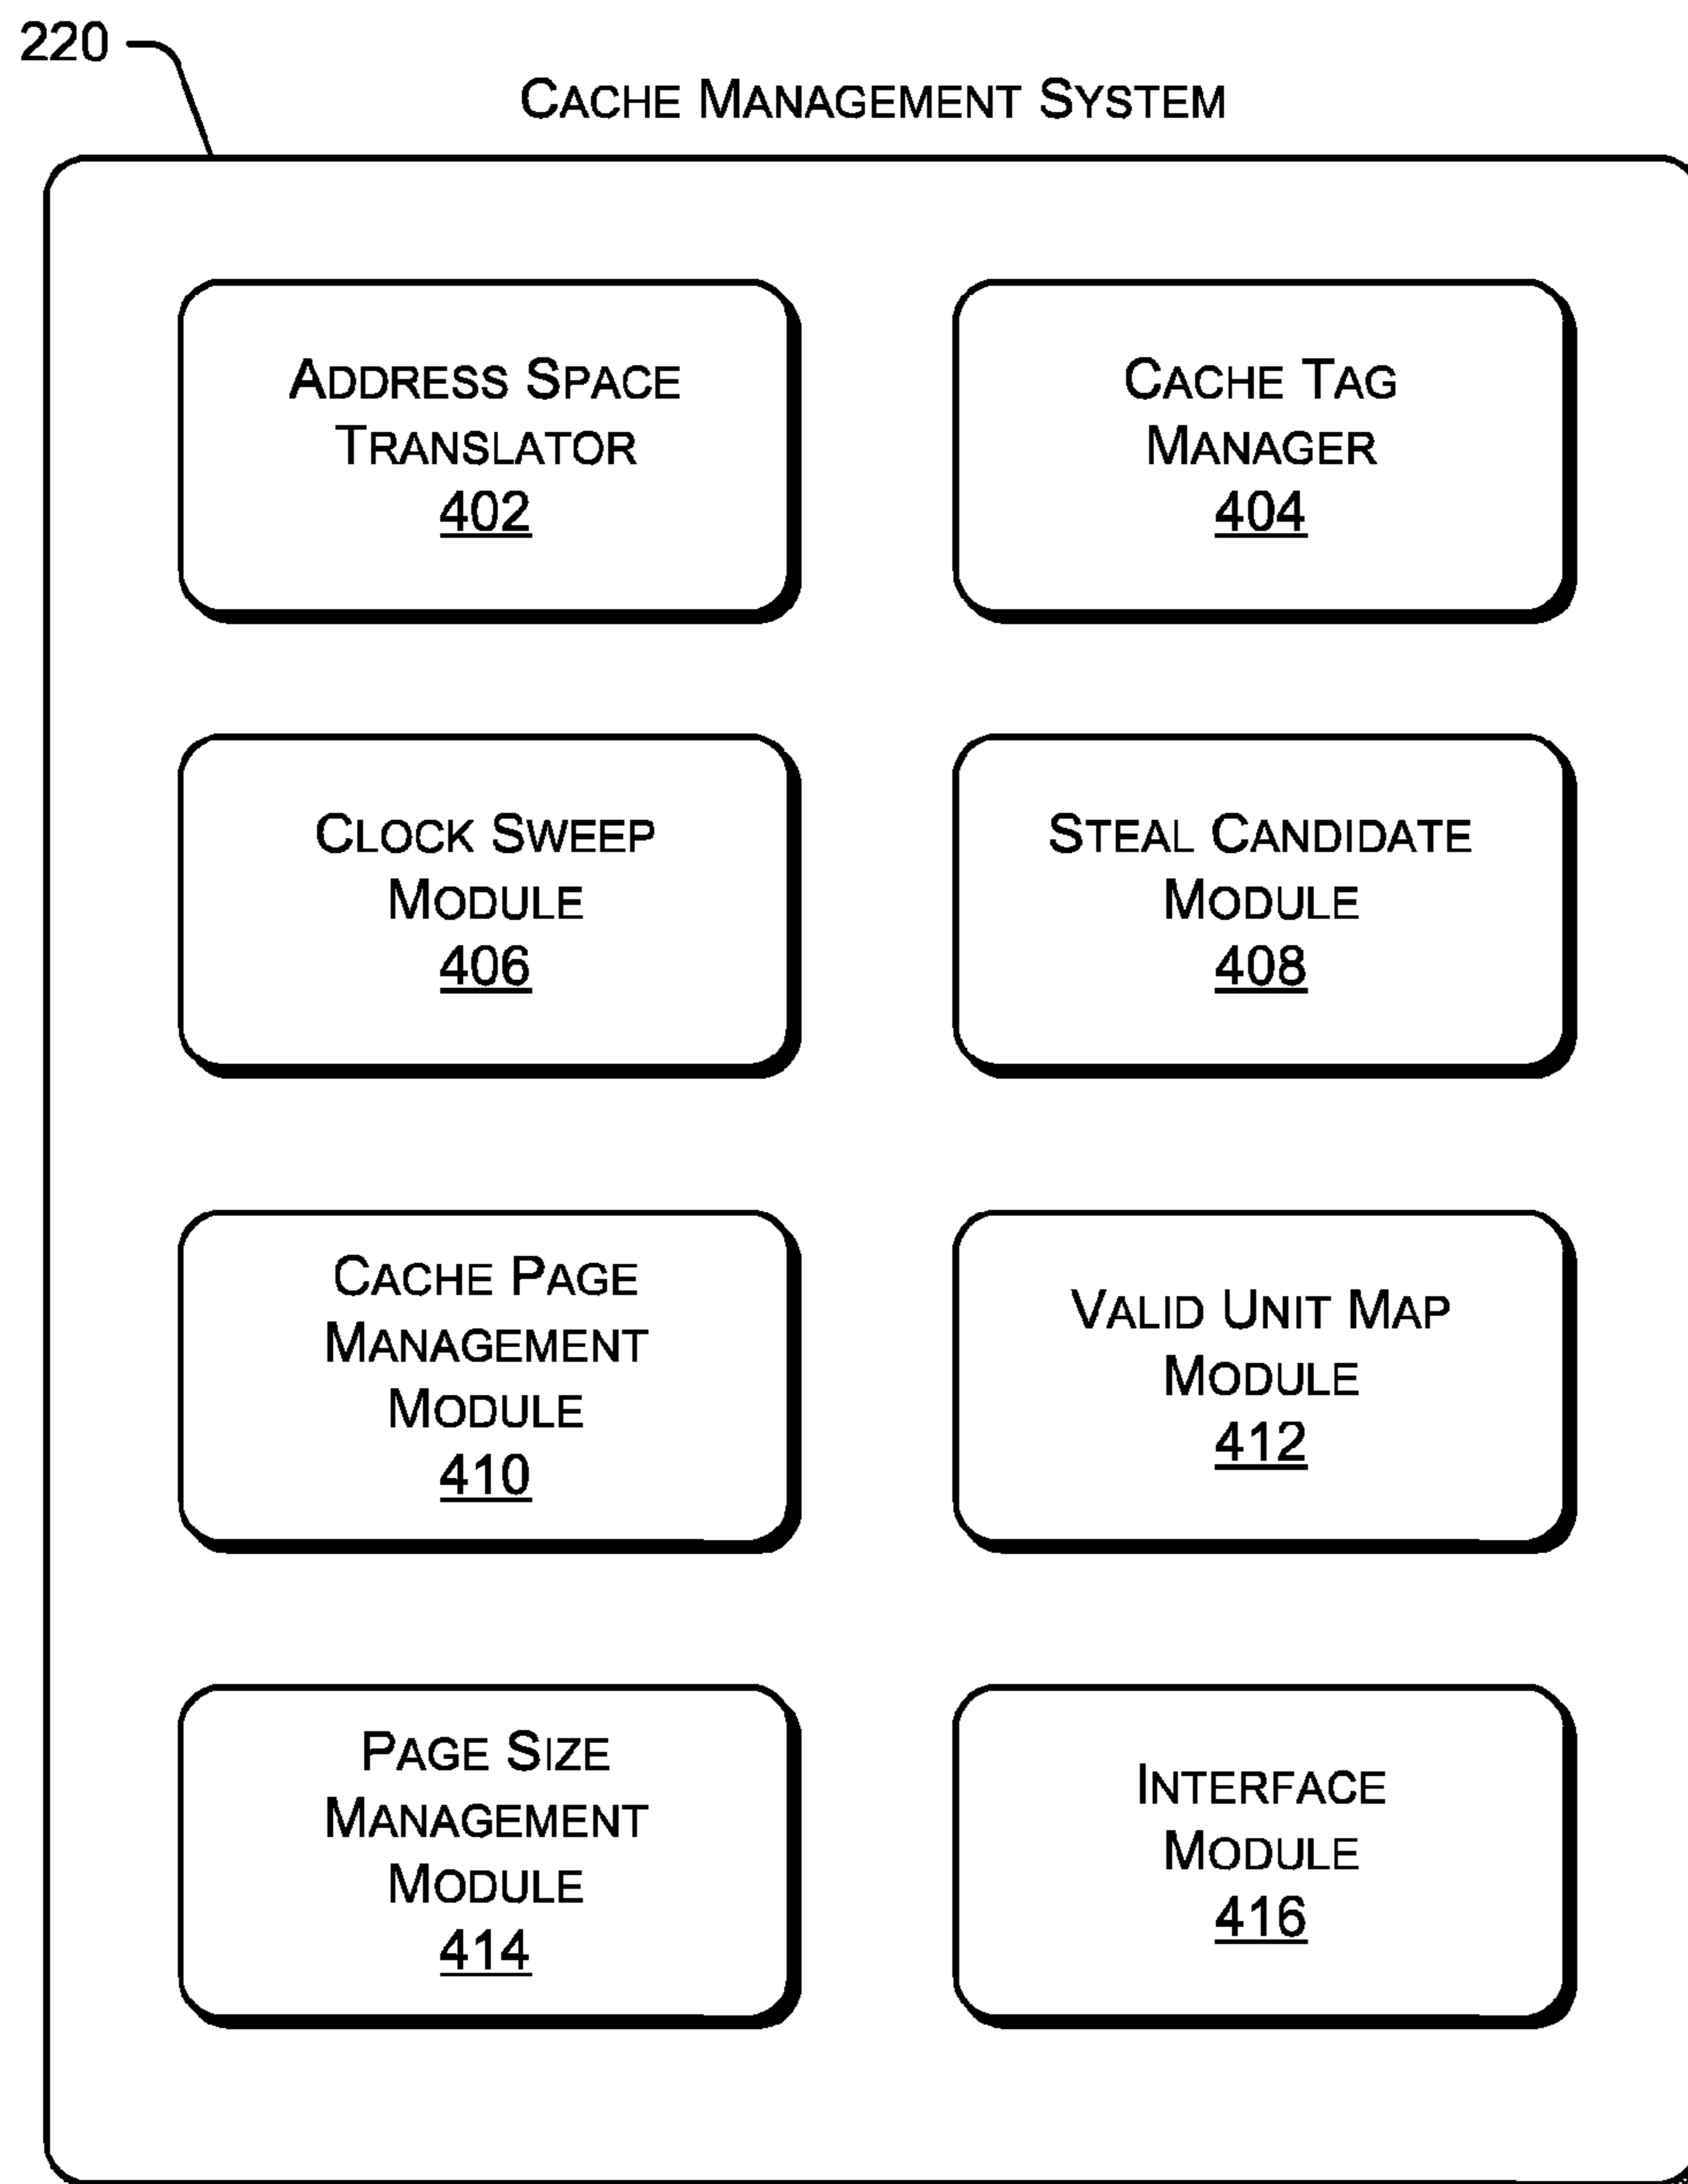 220
CACHE MANAGEMENT SYSTEM
ADDRESS SPACE
TRANSLATOR
402
CACHE TAG
MANAGER
404
CLOCK SWEEP
MODULE
406
STEAL CANDIDATE
MODULE
408
CACHE PAGE
MANAGEMENT
MODULE
410
VALID UNIT MAP
MODULE
412
PAGE SIZE
MANAGEMENT
MODULE
414
INTERFACE
MODULE
416